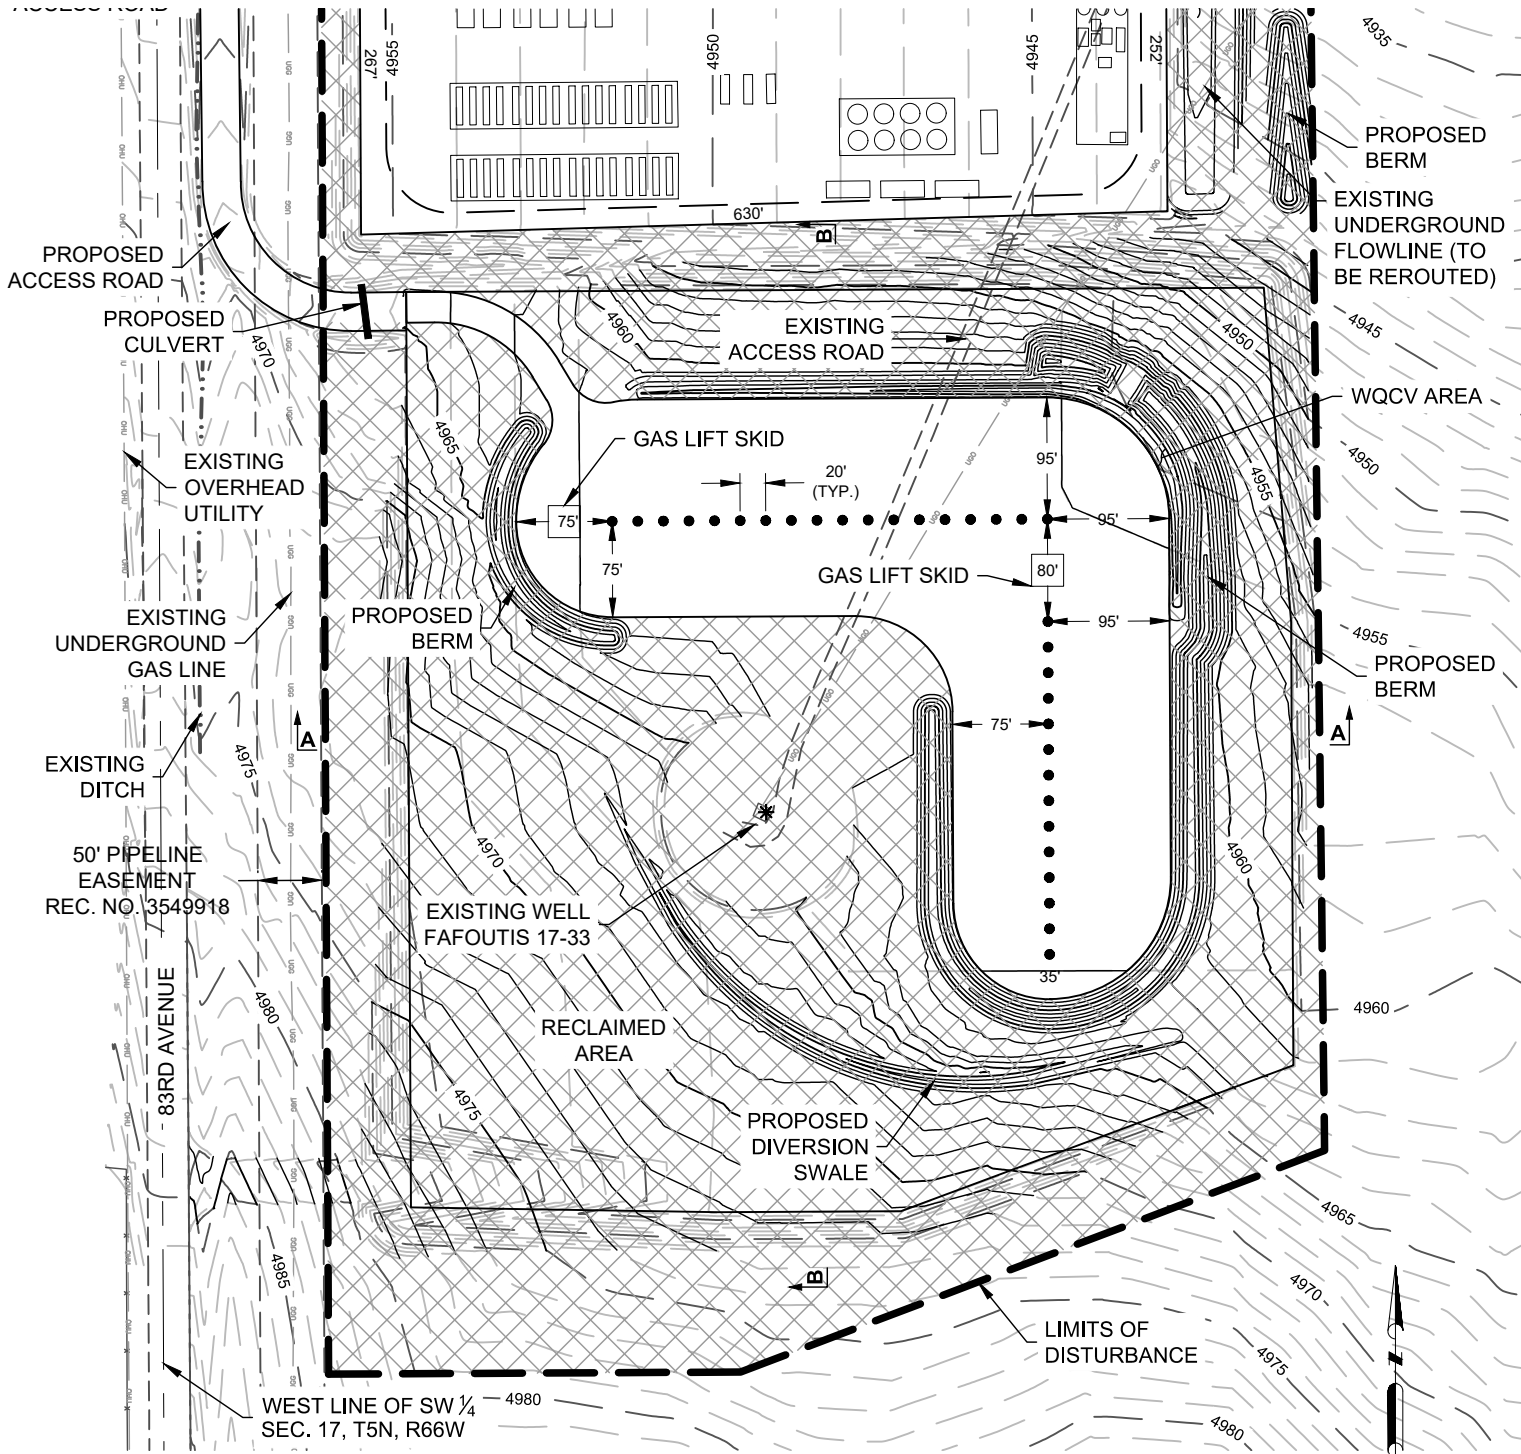 ACCESS ROAD
267'
4955
4950
4945
252'
4935
PROPOSED
BERM
EXISTING
UNDERGROUND
FLOWLINE (TO
BE REROUTED)
630'
B
PROPOSED
ACCESS ROAD
PROPOSED
CULVERT
4970
4960
EXISTING
ACCESS ROAD
4950
4945
WQCV AREA
4965
GAS LIFT SKID
20'
(TYP.)
95'
4955
4950
EXISTING
OVERHEAD
UTILITY
75'
95'
75'
GAS LIFT SKID
80'
PROPOSED
BERM
95'
4955
EXISTING
UNDERGROUND
GAS LINE
PROPOSED
BERM
A
75'
A
4975
EXISTING
DITCH
50' PIPELINE
EASEMENT
REC. NO. 3549918
4970
4960
EXISTING WELL
FAFOUTIS 17-33
35'
4980
4960
RECLAIMED
AREA
83RD AVENUE
4975
PROPOSED
DIVERSION
SWALE
4965
4985
B
4970
LIMITS OF
DISTURBANCE
4975
WEST LINE OF SW ¼
SEC. 17, T5N, R66W
4980
4980
N
OHU
UGG
UGO